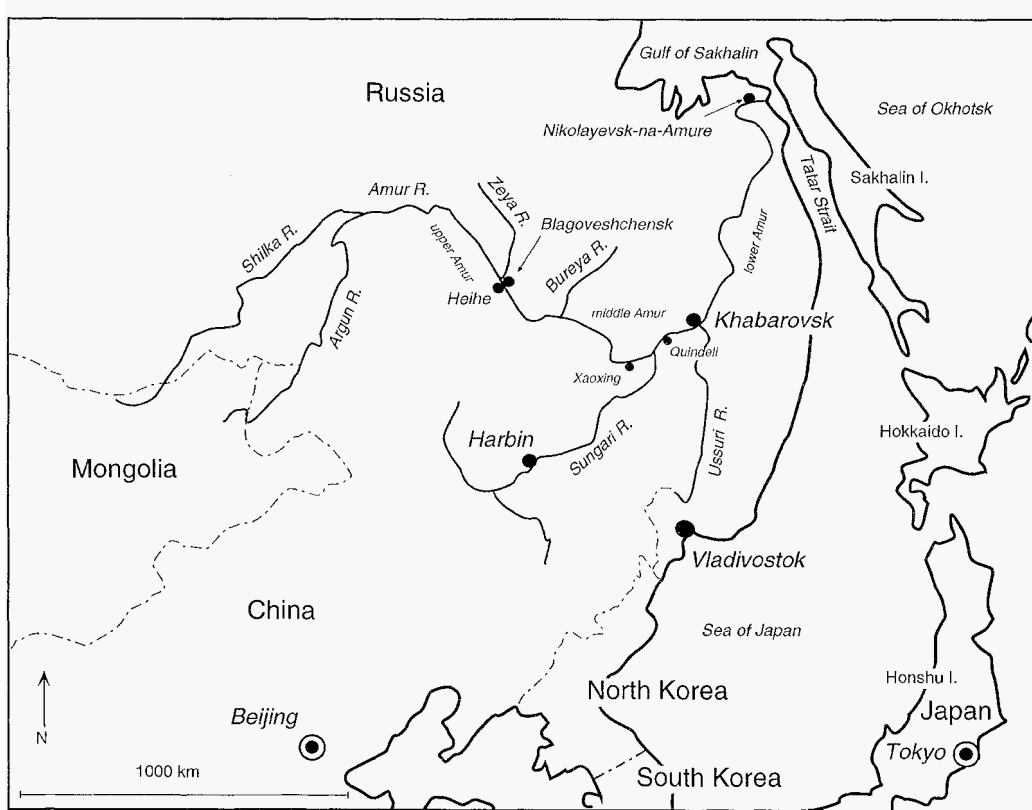 Gulf of Sakhalin
Russia
Sea of Okhotsk
Nikolayevsk-na-Amure
Tatar Strait
Sakhalin I.
Amur R.
Zeya R.
Blagoveshchensk
Shilka R.
upper Amur
Bureya R.
lower Amur
Heihe
Argun R.
middle Amur
Khabarovsk
Quindeli
Xaoxing
Ussuri R.
Harbin
Sungari R.
Hokkaido I.
Mongolia
Vladivostok
China
Sea of Japan
Honshu I.
North Korea
Japan
Beijing
N
Tokyo
1000 km
South Korea